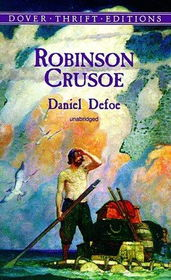 DOVER · THRIFT · EDITIONS
ROBINSON
CRUSOE
Daniel Defoe
unabridged